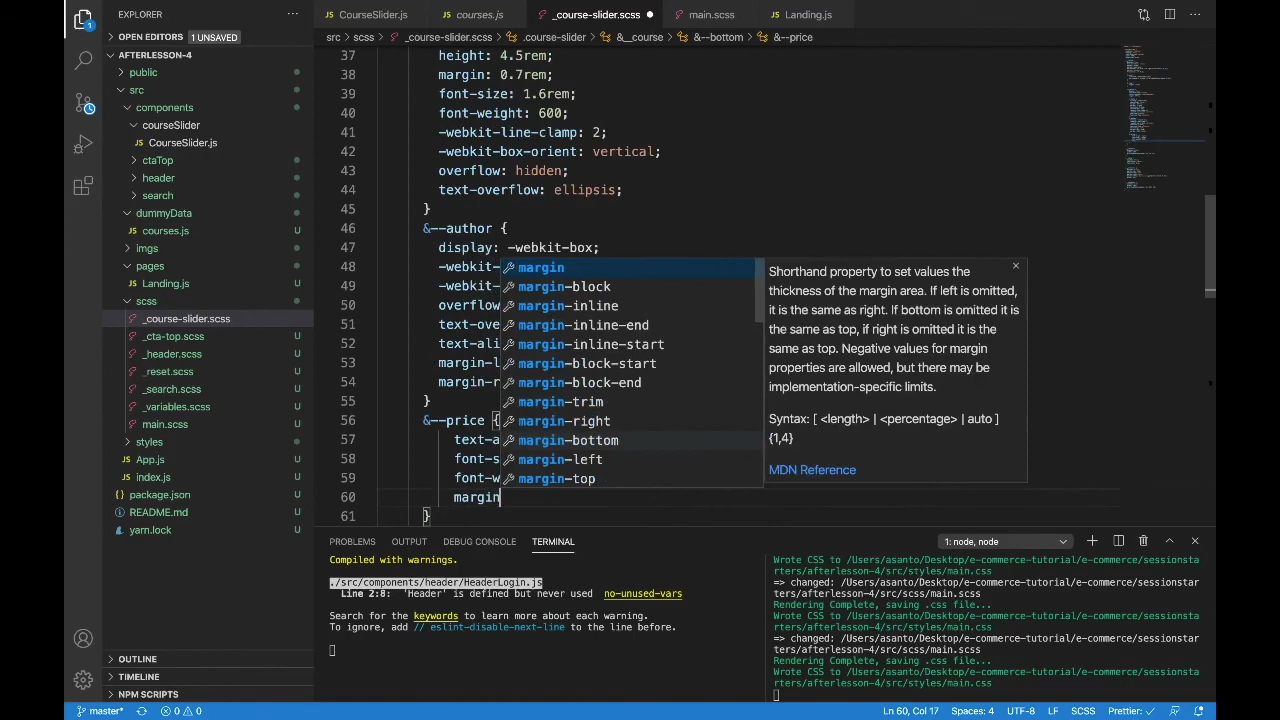 EXPLORER
CourseSlider.js
courses.js
_course-slider.scss
main.scss
Landing.js
OPEN EDITORS 1 UNSAVED
src > scss > _course-slider.scss > .course-slider > &__course > &--bottom > &--price
AFTERLESSON-4
public
src
components
courseSlider
CourseSlider.js
ctaTop
header
search
dummyData
courses.js U
imgs
pages
Landing.js U
scss
_course-slider.scss U
_cta-top.scss U
_header.scss U
_reset.scss U
_search.scss U
_variables.scss U
main.scss U
styles
App.js U
index.js U
package.json U
README.md U
yarn.lock U
OUTLINE
TIMELINE
NPM SCRIPTS
37 height: 4.5rem;
38 margin: 0.7rem;
39 font-size: 1.6rem;
40 font-weight: 600;
41 -webkit-line-clamp: 2;
42 -webkit-box-orient: vertical;
43 overflow: hidden;
44 text-overflow: ellipsis;
45 }
46 &--author {
47 display: -webkit-box;
48 -webkit-
49 -webkit-
50 overflow
51 text-ove
52 text-ali
53 margin-l
54 margin-r
55 }
56 &--price {
57 text-a
58 font-s
59 font-w
60 margin
61 }
margin
margin-block
margin-inline
margin-inline-end
margin-inline-start
margin-block-start
margin-block-end
margin-trim
margin-right
margin-bottom
margin-left
margin-top
Shorthand property to set values the
thickness of the margin area. If left is omitted,
it is the same as right. If bottom is omitted it is
the same as top, if right is omitted it is the
same as top. Negative values for margin
properties are allowed, but there may be
implementation-specific limits.
Syntax: [ <length> | <percentage> | auto ]
{1,4}
MDN Reference
PROBLEMS OUTPUT DEBUG CONSOLE TERMINAL
1: node, node
Compiled with warnings.
./src/components/header/HeaderLogin.js
Line 2:8: 'Header' is defined but never used no-unused-vars
Search for the keywords to learn more about each warning.
To ignore, add // eslint-disable-next-line to the line before.
Wrote CSS to /Users/asanto/Desktop/e-commerce-tutorial/e-commerce/sessionsta
rters/afterlesson-4/src/styles/main.css
=> changed: /Users/asanto/Desktop/e-commerce-tutorial/e-commerce/sessionstar
ters/afterlesson-4/src/scss/main.scss
Rendering Complete, saving .css file...
Wrote CSS to /Users/asanto/Desktop/e-commerce-tutorial/e-commerce/sessionsta
rters/afterlesson-4/src/styles/main.css
=> changed: /Users/asanto/Desktop/e-commerce-tutorial/e-commerce/sessionstar
ters/afterlesson-4/src/scss/main.scss
Rendering Complete, saving .css file...
Wrote CSS to /Users/asanto/Desktop/e-commerce-tutorial/e-commerce/sessionsta
rters/afterlesson-4/src/styles/main.css
master* 0 0
Ln 60, Col 17 Spaces: 4 UTF-8 LF SCSS Prettier: ✓